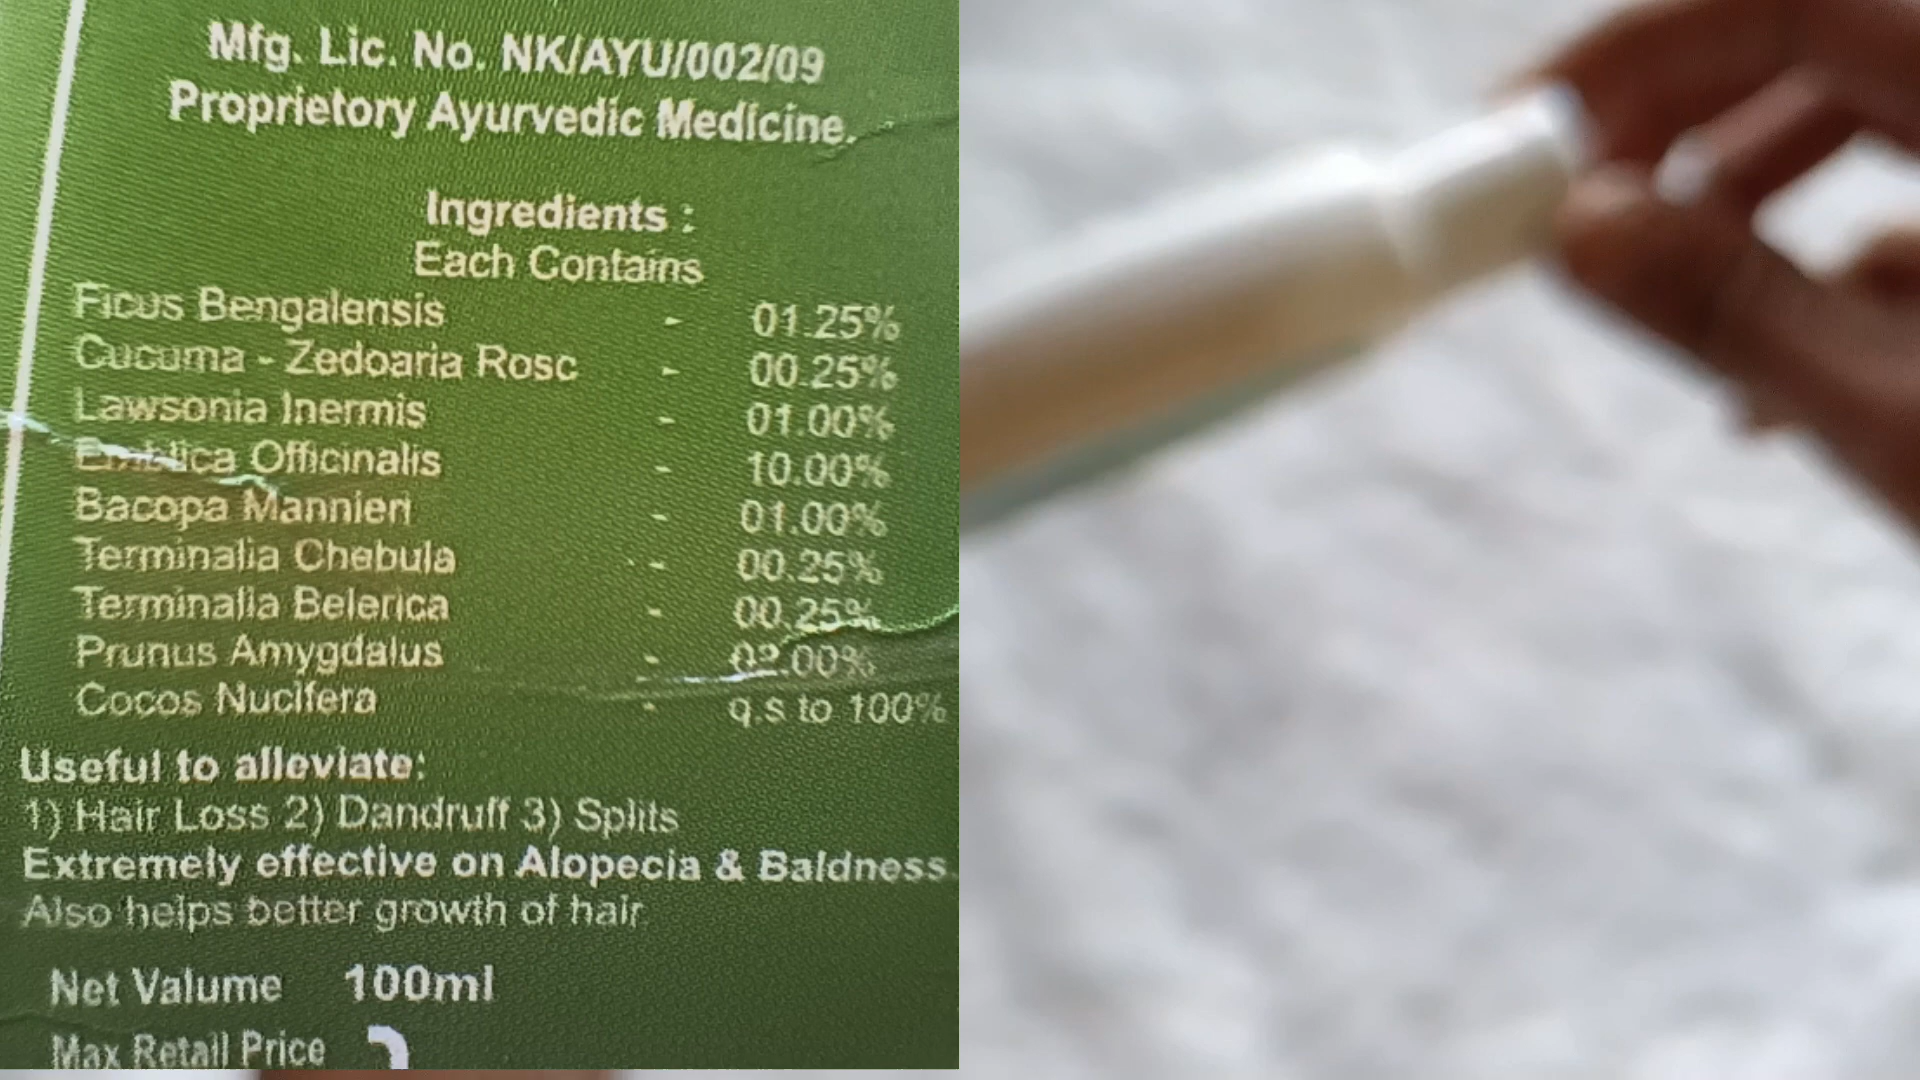 Mfg. Lic. No. NK/AYU/002/09
Proprietory Ayurvedic Medicine.
Ingredients :
Each Contains
Ficus Bengalensis - 01.25%
Cucuma - Zedoaria Rosc - 00.25%
Lawsonia Inermis - 01.00%
Emblica Officinalis - 10.00%
Bacopa Mannieri - 01.00%
Terminalia Chebula - 00.25%
Terminalia Belerica - 00.25%
Prunus Amygdalus - 02.00%
Cocos Nucifera - q.s to 100%
Useful to alleviate:
1) Hair Loss 2) Dandruff 3) Splits
Extremely effective on Alopecia & Baldness.
Also helps better growth of hair
Net Valume 100ml
Max Retail Price